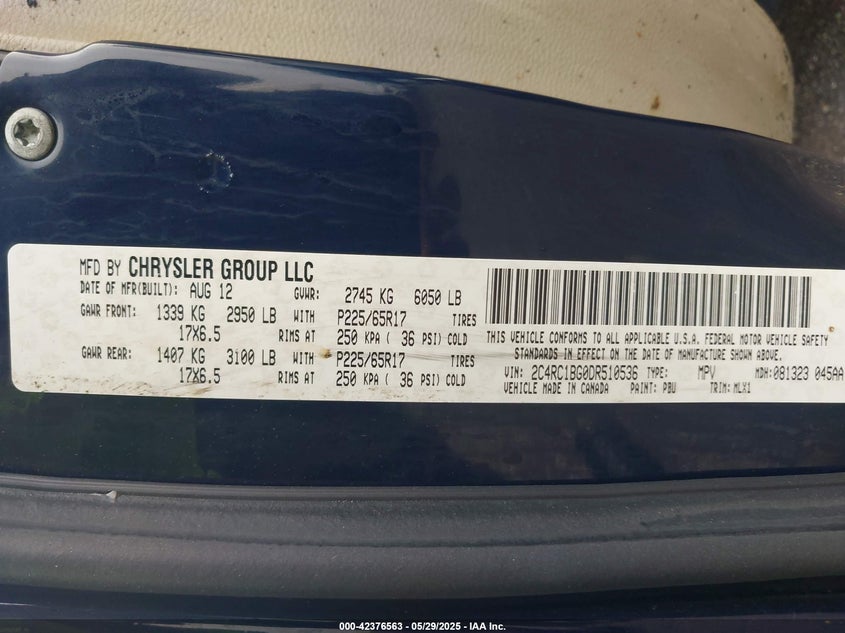 MFD BY CHRYSLER GROUP LLC
DATE OF MFR(BUILT): AUG 12 GVWR: 2745 KG 6050 LB
GAWR FRONT: 1339 KG 2950 LB WITH P225/65R17 TIRES
17X6.5 RIMS AT 250 KPA ( 36 PSI) COLD
GAWR REAR: 1407 KG 3100 LB WITH P225/65R17 TIRES
17X6.5 RIMS AT 250 KPA ( 36 PSI) COLD
THIS VEHICLE CONFORMS TO ALL APPLICABLE U.S.A. FEDERAL MOTOR VEHICLE SAFETY
STANDARDS IN EFFECT ON THE DATE OF MANUFACTURE SHOWN ABOVE.
VIN: 2C4RC1BG0DR510536 TYPE: MPV MDH: 081323 045AA
VEHICLE MADE IN CANADA PAINT: PBU TRIM: MLX1
000-42376563 - 05/29/2025 - IAA Inc.